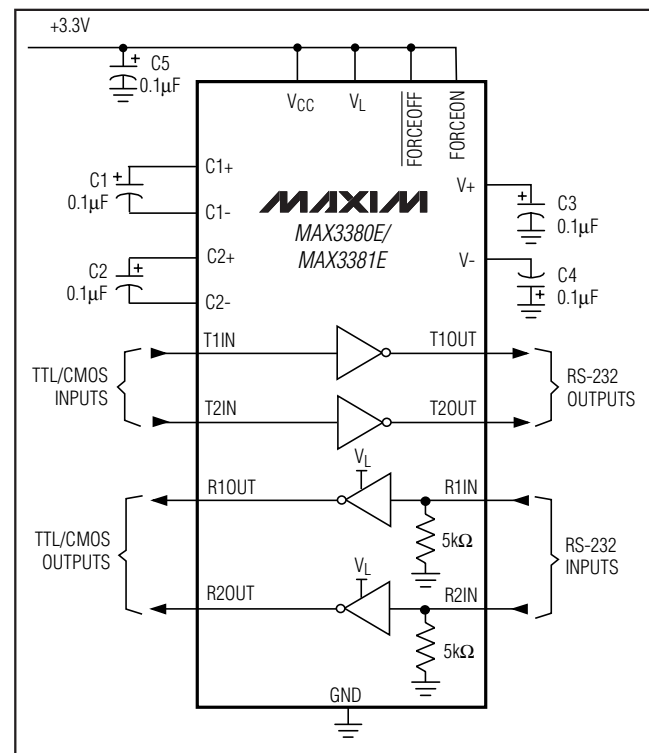 +3.3V
C5
0.1µF
VCC
VL
FORCEOFF
FORCEON
C1+
C1
0.1µF
C1-
C2+
C2
0.1µF
C2-
MAXIM
MAX3380E/
MAX3381E
V+
C3
0.1µF
V-
C4
0.1µF
TTL/CMOS
INPUTS
T1IN
T1OUT
T2IN
T2OUT
RS-232
OUTPUTS
TTL/CMOS
OUTPUTS
VL
R1OUT
R1IN
5kΩ
VL
R2OUT
R2IN
5kΩ
RS-232
INPUTS
GND